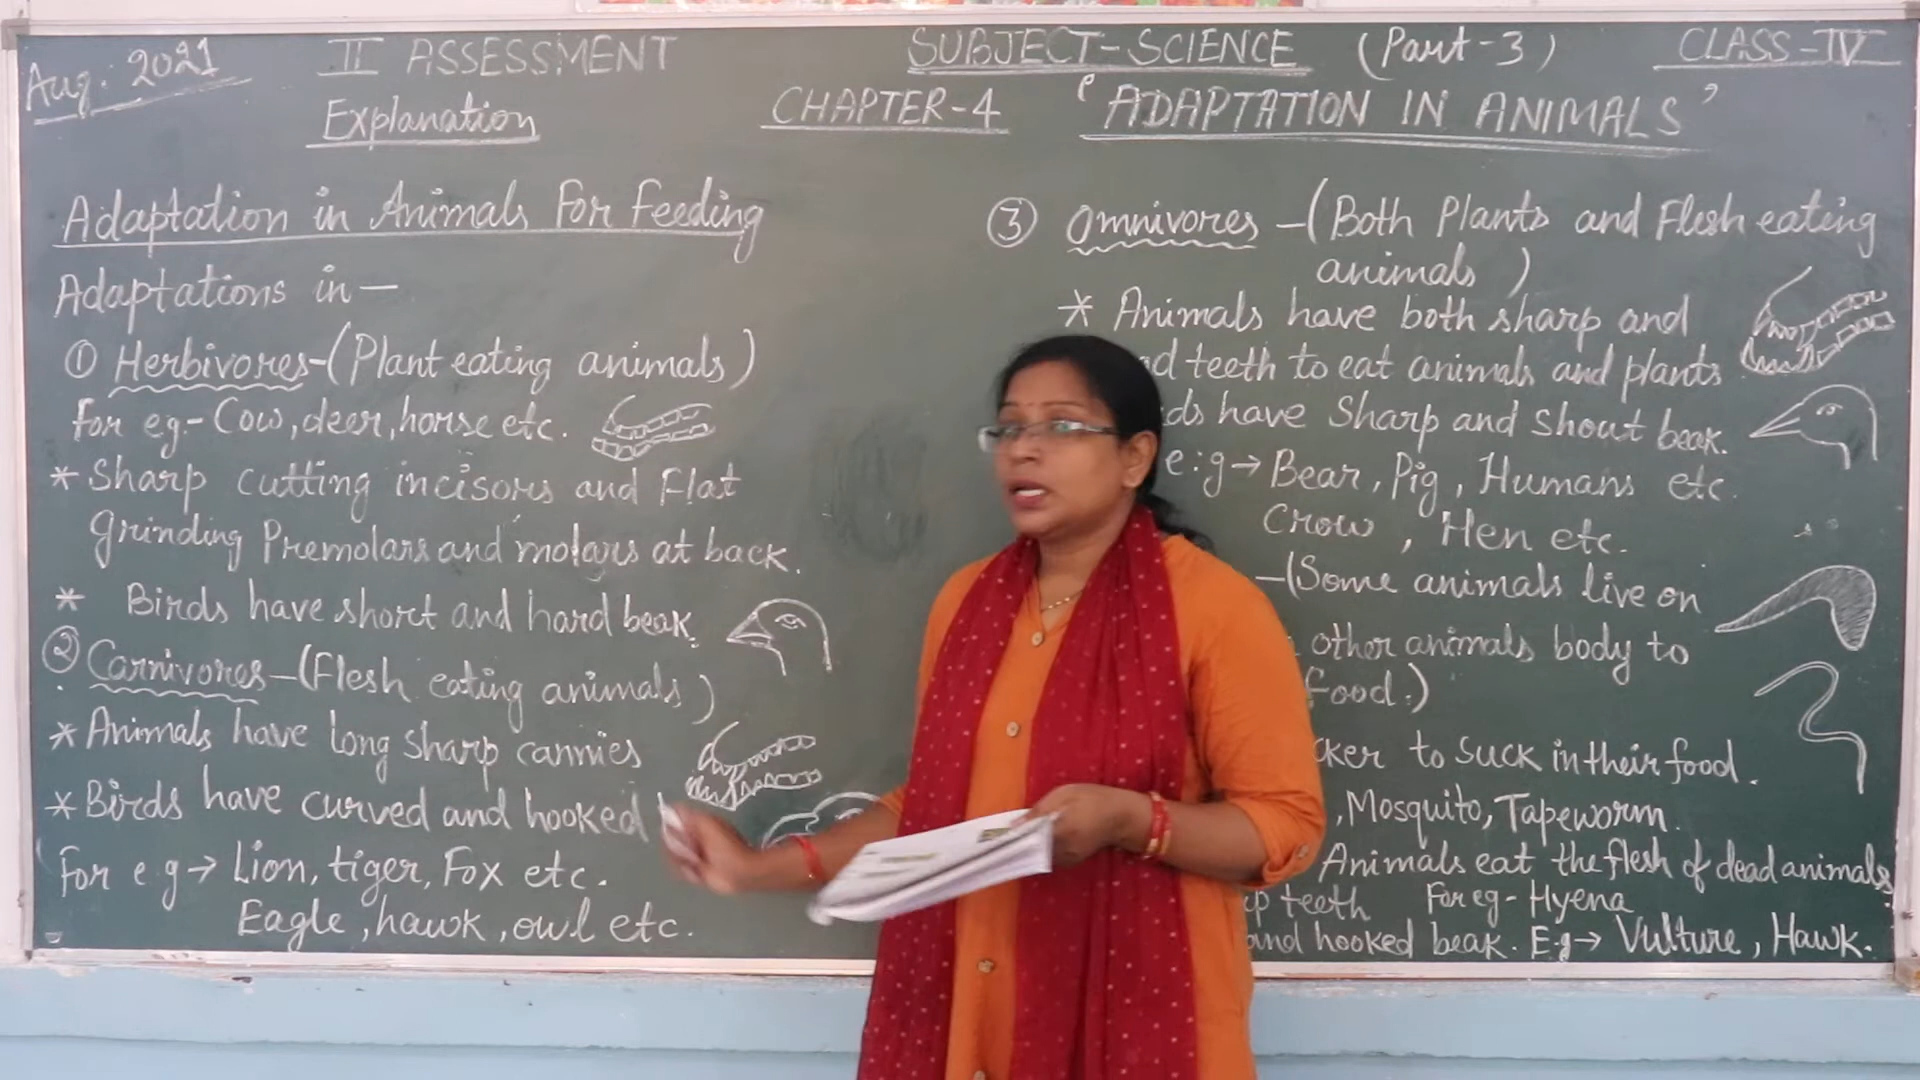 Aug. 2021
II ASSESSMENT
SUBJECT-SCIENCE (Part-3)
CLASS-IV
Explanation
CHAPTER-4 'ADAPTATION IN ANIMALS'
Adaptation in Animals For Feeding
Adaptations in-
① Herbivores-(Plant eating animals)
For eg.- Cow, deer, horse etc.
* Sharp cutting incisors and Flat
grinding Premolars and molars at back.
* Birds have short and hard beak.
② Carnivores-(Flesh eating animals)
* Animals have long sharp cannies
* Birds have curved and hooked
For e.g → Lion, tiger, Fox etc.
Eagle, hawk, owl etc.
③ Omnivores -(Both Plants and Flesh eating
animals)
* Animals have both sharp and
teeth to eat animals and plants
have Sharp and Shout beak.
e:g → Bear, Pig, Humans etc.
Crow, Hen etc.
-(Some animals live on
other animals body to
food.)
to suck in their food.
, Mosquito, Tapeworm.
Animals eat the flesh of dead animals
teeth For eg - Hyena
and hooked beak. E.g → Vulture, Hawk.